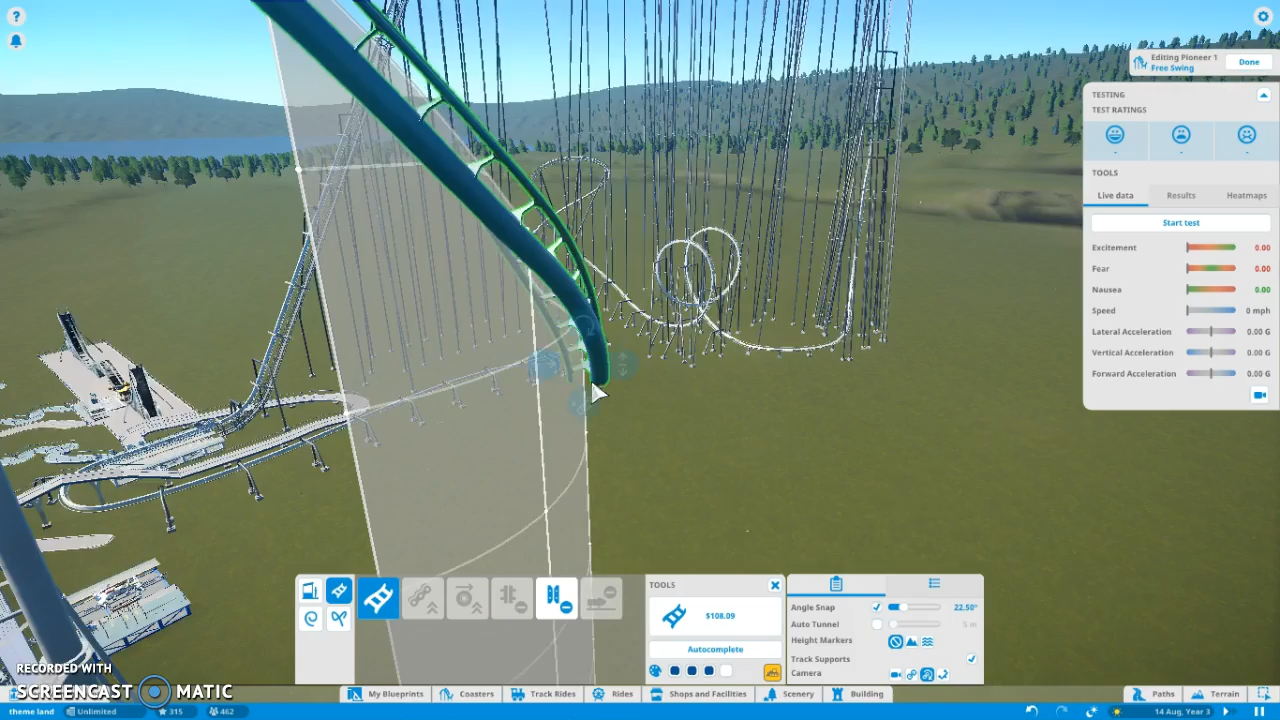 ?
Editing Pioneer 1
Free Swing
Done
TESTING
TEST RATINGS
-
-
-
TOOLS
Live data
Results
Heatmaps
Start test
Excitement
0.00
Fear
0.00
Nausea
0.00
Speed
0 mph
Lateral Acceleration
0.00 G
Vertical Acceleration
0.00 G
Forward Acceleration
0.00 G
TOOLS
$108.09
Autocomplete
Angle Snap
22.50°
Auto Tunnel
5 m
Height Markers
Track Supports
Camera
RECORDED WITH
SCREENCAST MATIC
My Blueprints
Coasters
Track Rides
Rides
Shops and Facilities
Scenery
Building
Paths
Terrain
theme land
Unlimited
315
462
14 Aug, Year 3